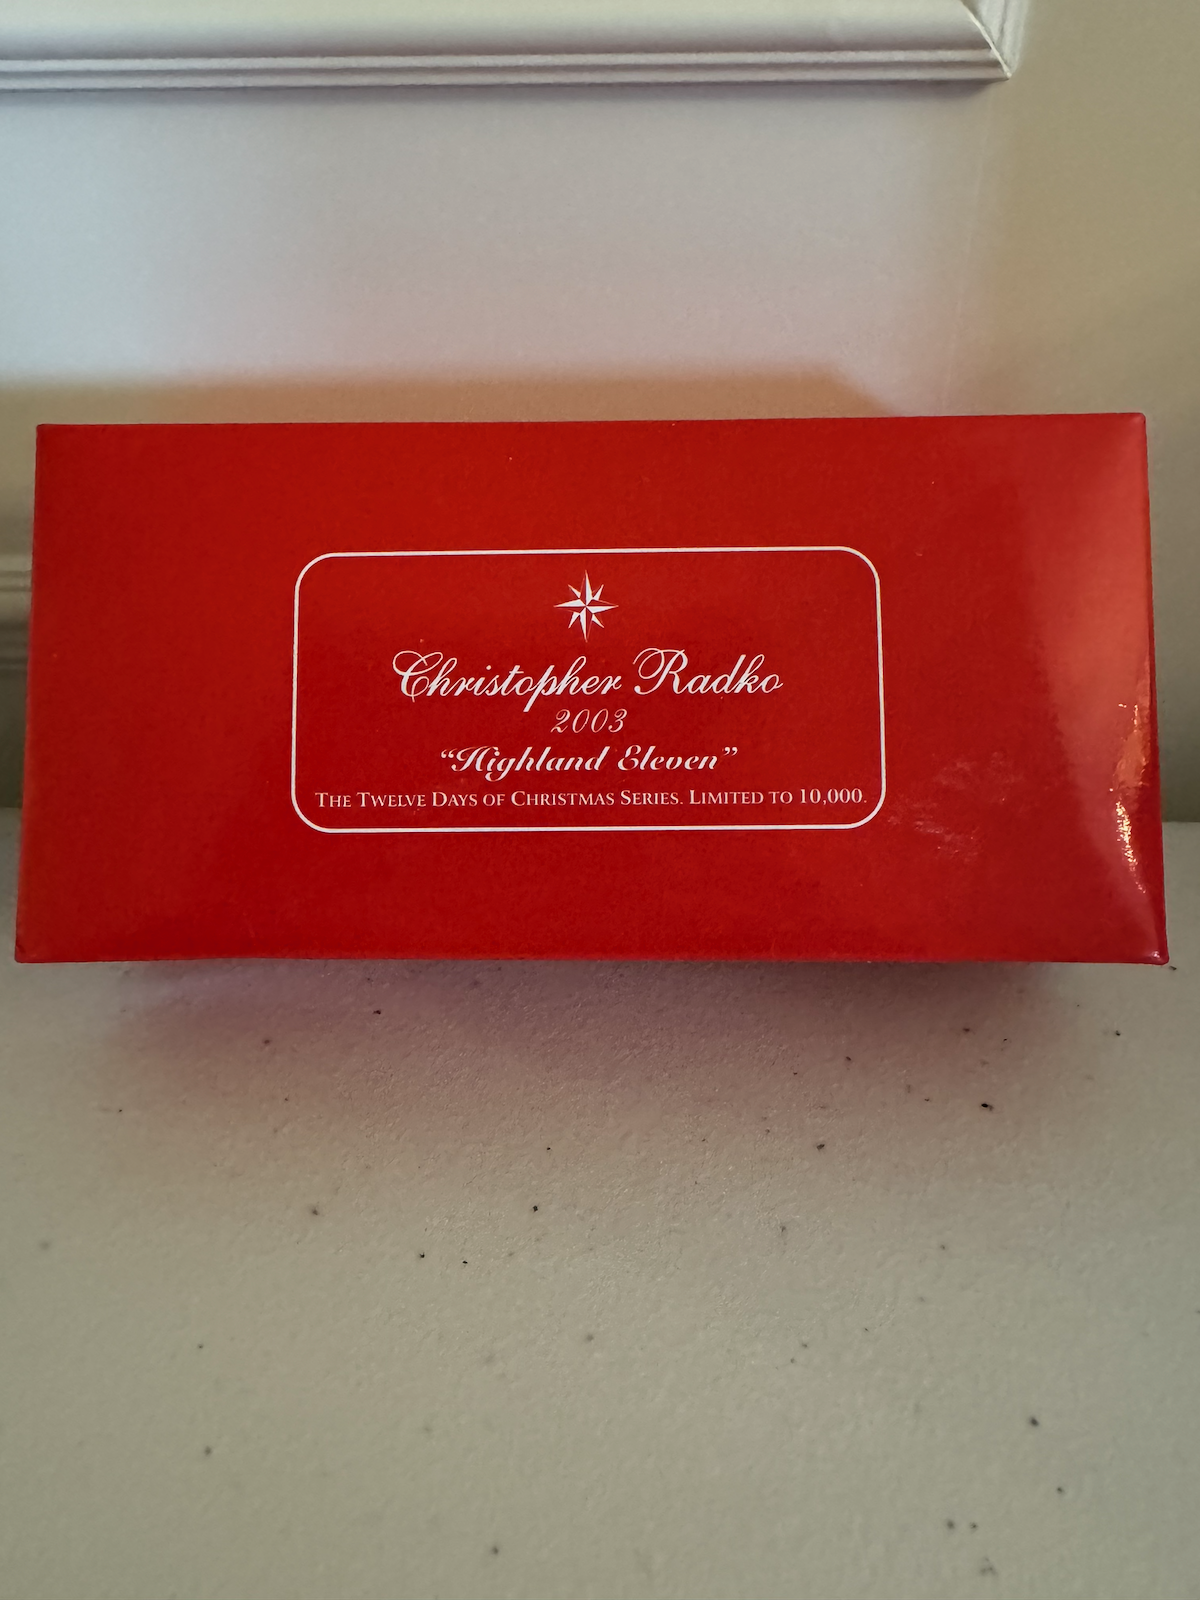 Christopher Radko
2003
“Highland Eleven”
THE TWELVE DAYS OF CHRISTMAS SERIES. LIMITED TO 10,000.